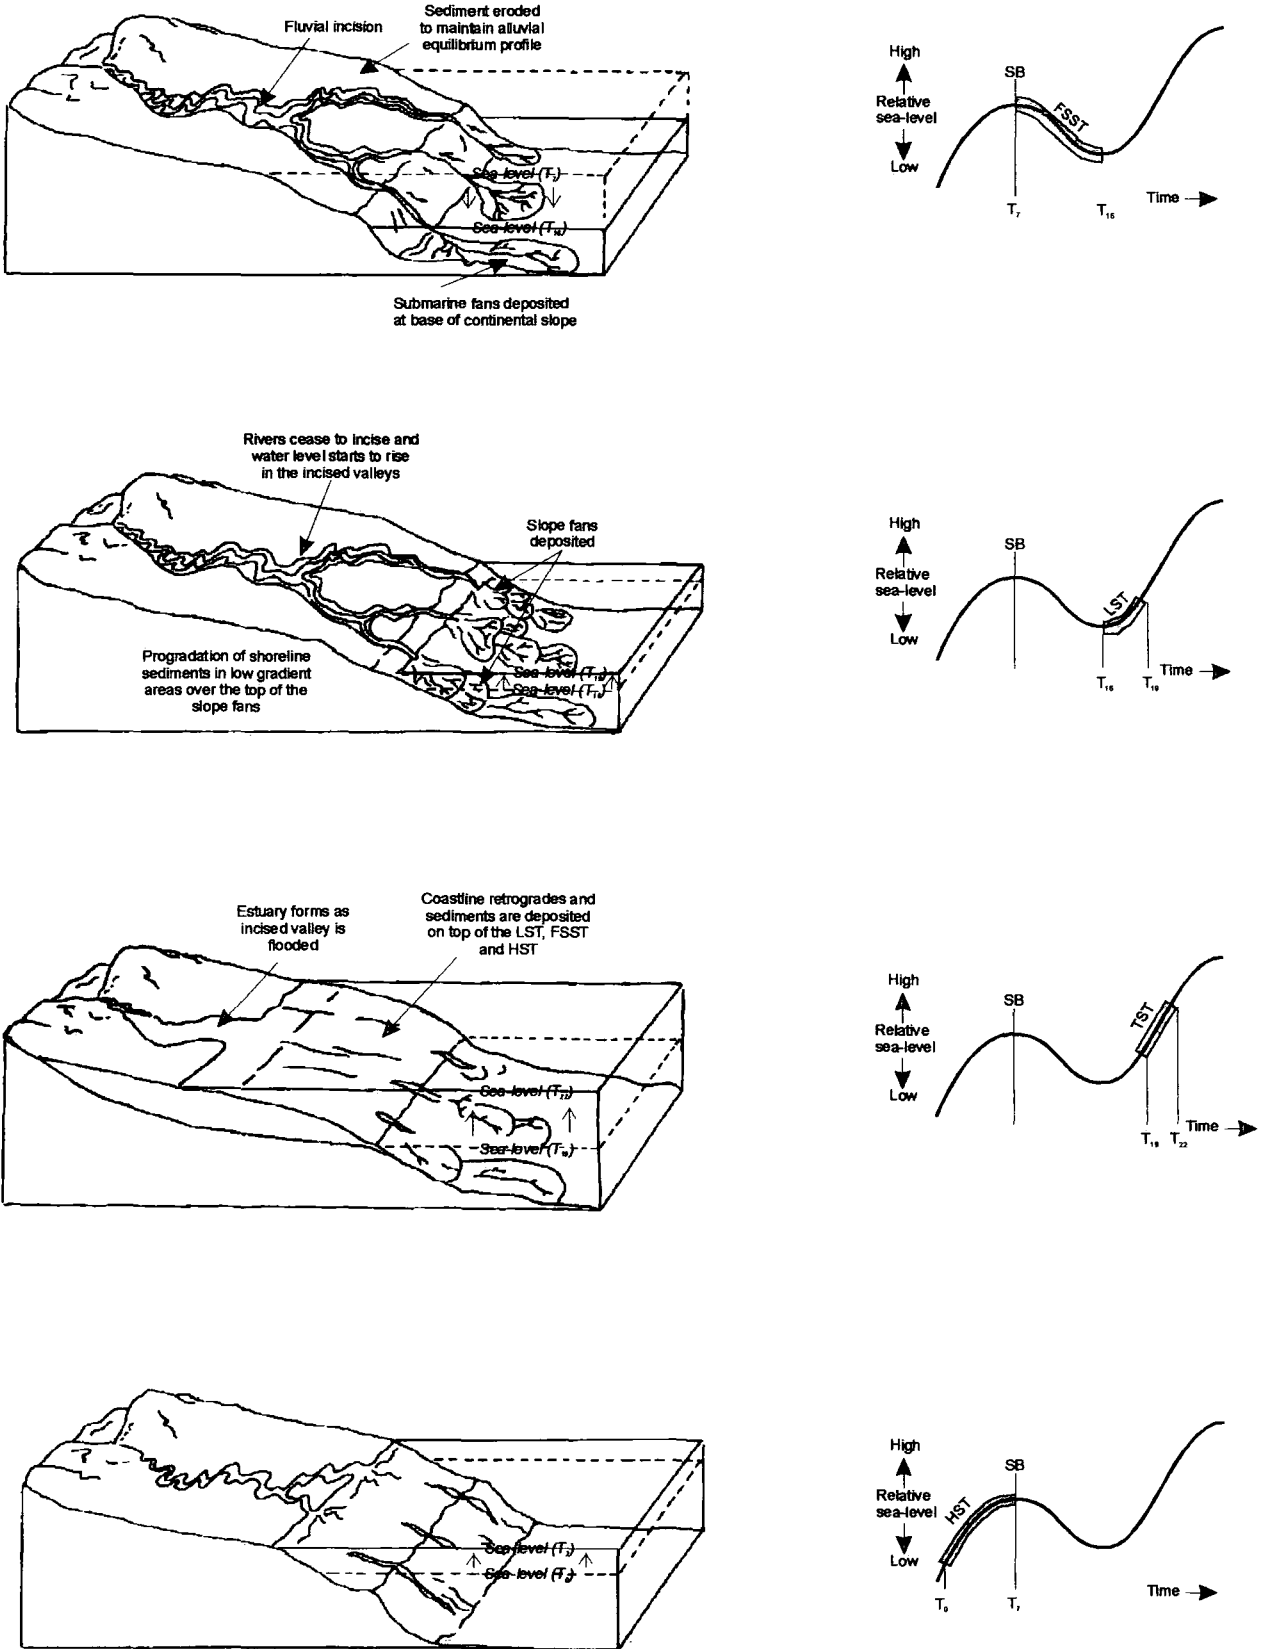 Fluvial incision
Sediment eroded
to maintain alluvial
equilibrium profile
Sea-level (T₇)
Sea-level (T₁₆)
Submarine fans deposited
at base of continental slope
High
Relative
sea-level
Low
SB
FSST
T₇
T₁₆
Time
Rivers cease to incise and
water level starts to rise
in the incised valleys
Slope fans
deposited
Progradation of shoreline
sediments in low gradient
areas over the top of the
slope fans
Sea-level (T₁₉)
Sea-level (T₁₆)
High
Relative
sea-level
Low
SB
LST
T₁₆
T₁₉
Time
Estuary forms as
incised valley is
flooded
Coastline retrogrades and
sediments are deposited
on top of the LST, FSST
and HST
Sea-level (T₂₂)
Sea-level (T₁₉)
High
Relative
sea-level
Low
SB
TST
T₁₉
T₂₂
Time
Sea-level (T₇)
Sea-level (T₀)
High
Relative
sea-level
Low
SB
HST
T₀
T₇
Time